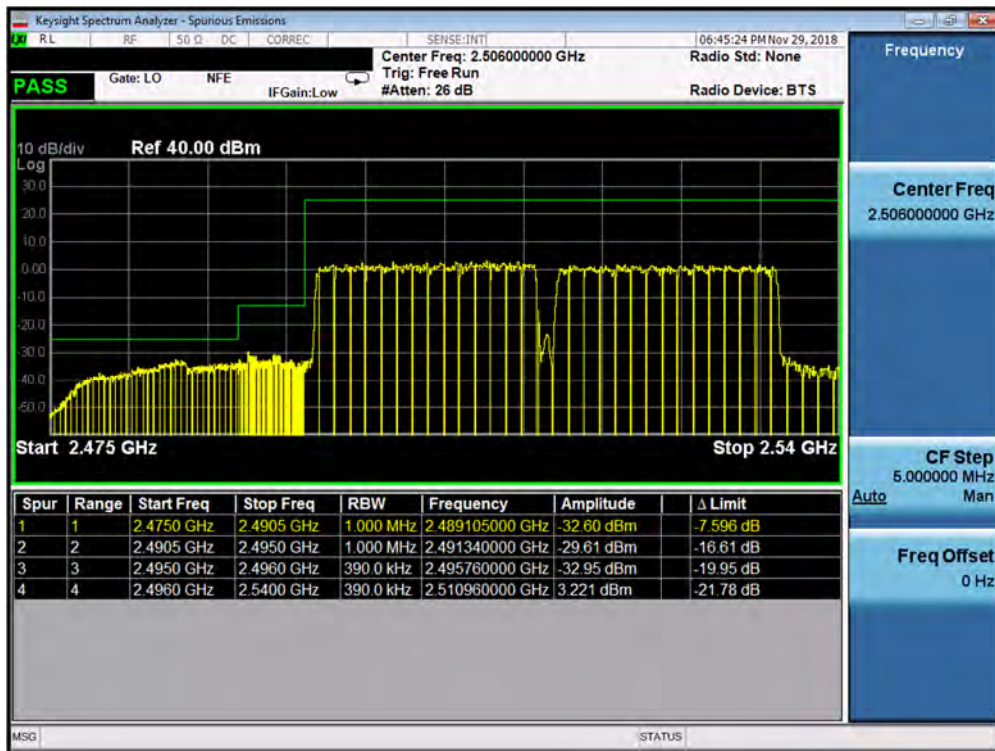 Keysight Spectrum Analyzer - Spurious Emissions
LXI RL RF 50 Ω DC CORREC SENSE:INT 06:45:24 PM Nov 29, 2018
Center Freq: 2.506000000 GHz Radio Std: None
Trig: Free Run
PASS Gate: LO NFE IFGain:Low #Atten: 26 dB Radio Device: BTS
Frequency
10 dB/div Ref 40.00 dBm
Log
30.0
20.0
10.0
0.00
-10.0
-20.0
-30.0
-40.0
-50.0
Start 2.475 GHz Stop 2.54 GHz
Center Freq
2.506000000 GHz
CF Step
5.000000 MHz
Auto Man
Freq Offset
0 Hz
Spur Range Start Freq Stop Freq RBW Frequency Amplitude Δ Limit
1 1 2.4750 GHz 2.4905 GHz 1.000 MHz 2.489105000 GHz -32.60 dBm -7.596 dB
2 2 2.4905 GHz 2.4950 GHz 1.000 MHz 2.491340000 GHz -29.61 dBm -16.61 dB
3 3 2.4950 GHz 2.4960 GHz 390.0 kHz 2.495760000 GHz -32.95 dBm -19.95 dB
4 4 2.4960 GHz 2.5400 GHz 390.0 kHz 2.510960000 GHz 3.221 dBm -21.78 dB
MSG STATUS